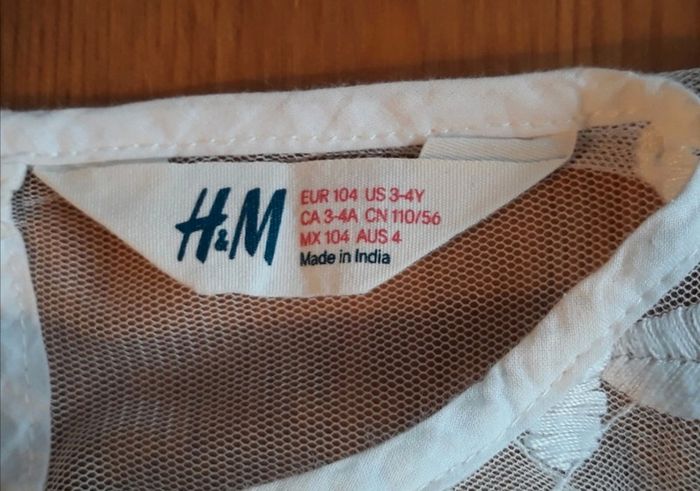 H&M
EUR 104 US 3-4Y
CA 3-4A CN 110/56
MX 104 AUS 4
Made in India